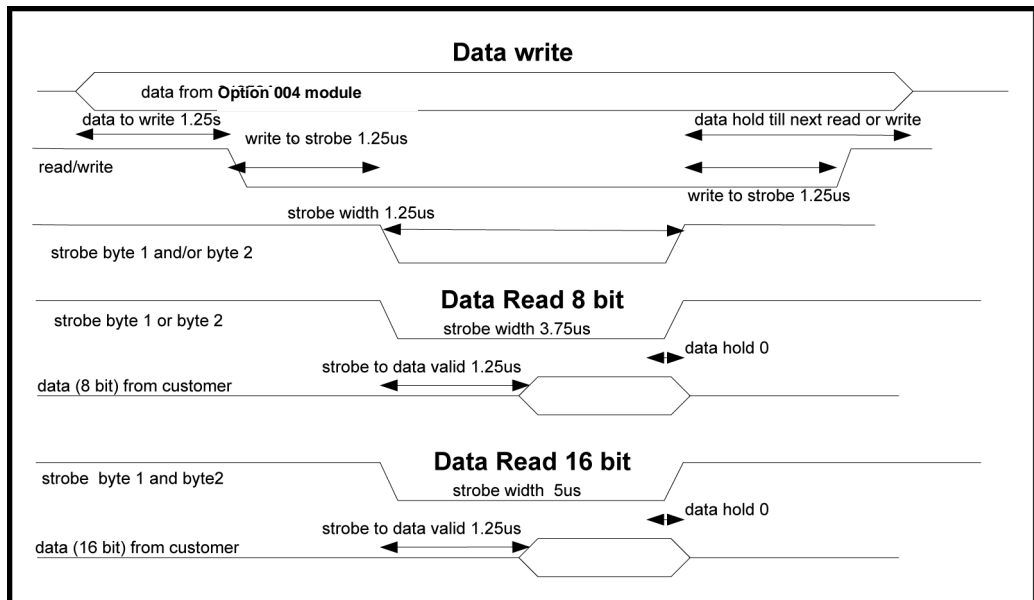 Data write
data from Option 004 module
data to write 1.25s
data hold till next read or write
write to strobe 1.25us
read/write
write to strobe 1.25us
strobe width 1.25us
strobe byte 1 and/or byte 2
Data Read 8 bit
strobe byte 1 or byte 2
strobe width 3.75us
data hold 0
strobe to data valid 1.25us
data (8 bit) from customer
Data Read 16 bit
strobe byte 1 and byte2
strobe width 5us
data hold 0
strobe to data valid 1.25us
data (16 bit) from customer